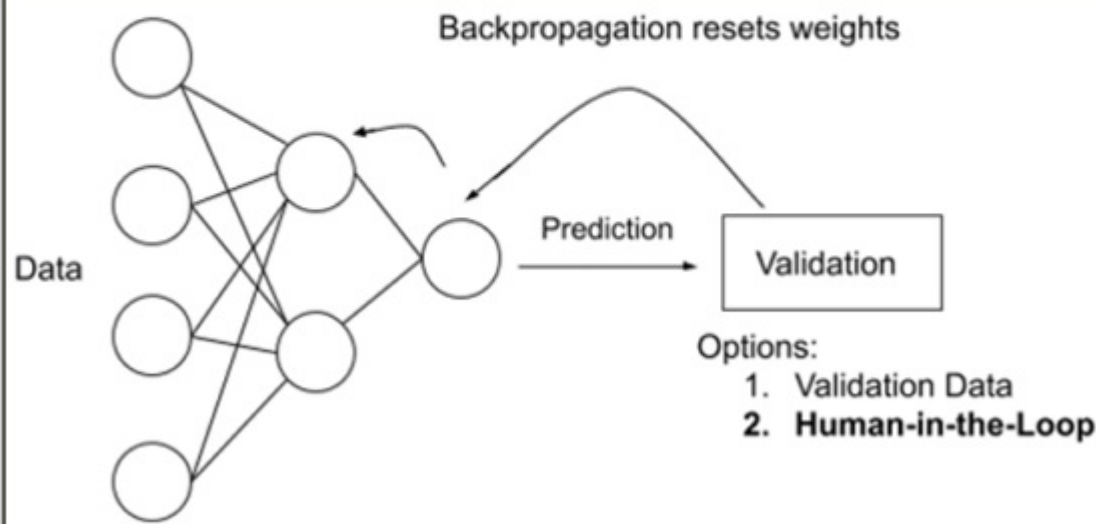 Backpropagation resets weights
Data
Prediction
Validation
Options:
1. Validation Data
2. Human-in-the-Loop